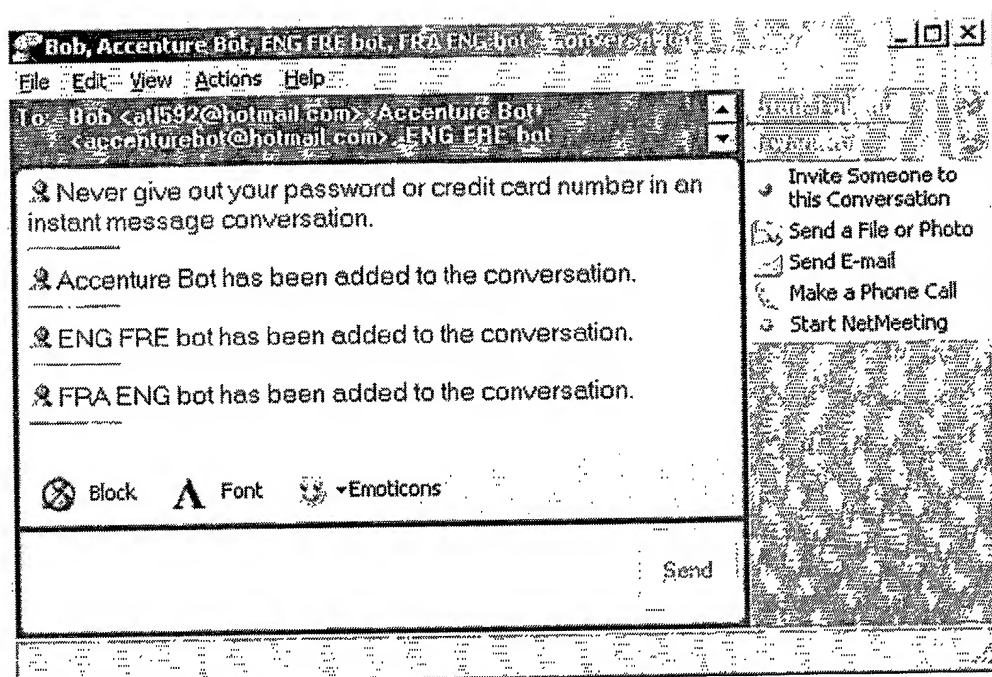 Bob, Accenture Bot, ENG FRE bot, FRA ENG bot - Conversation
File Edit View Actions Help
To: Bob <atl592@hotmail.com>, Accenture Bot
<accenturebot@hotmail.com>, ENG FRE bot
Never give out your password or credit card number in an
instant message conversation.
Accenture Bot has been added to the conversation.
ENG FRE bot has been added to the conversation.
FRA ENG bot has been added to the conversation.
Block Font Emoticons
Send
Invite Someone to
this Conversation
Send a File or Photo
Send E-mail
Make a Phone Call
Start NetMeeting